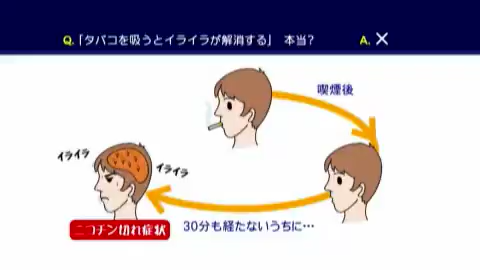 Q.「タバコを吸うとイライラが解消する」 本当? A. ×
喫煙後
イライラ
イライラ
ニコチン切れ症状
30分も経たないうちに…